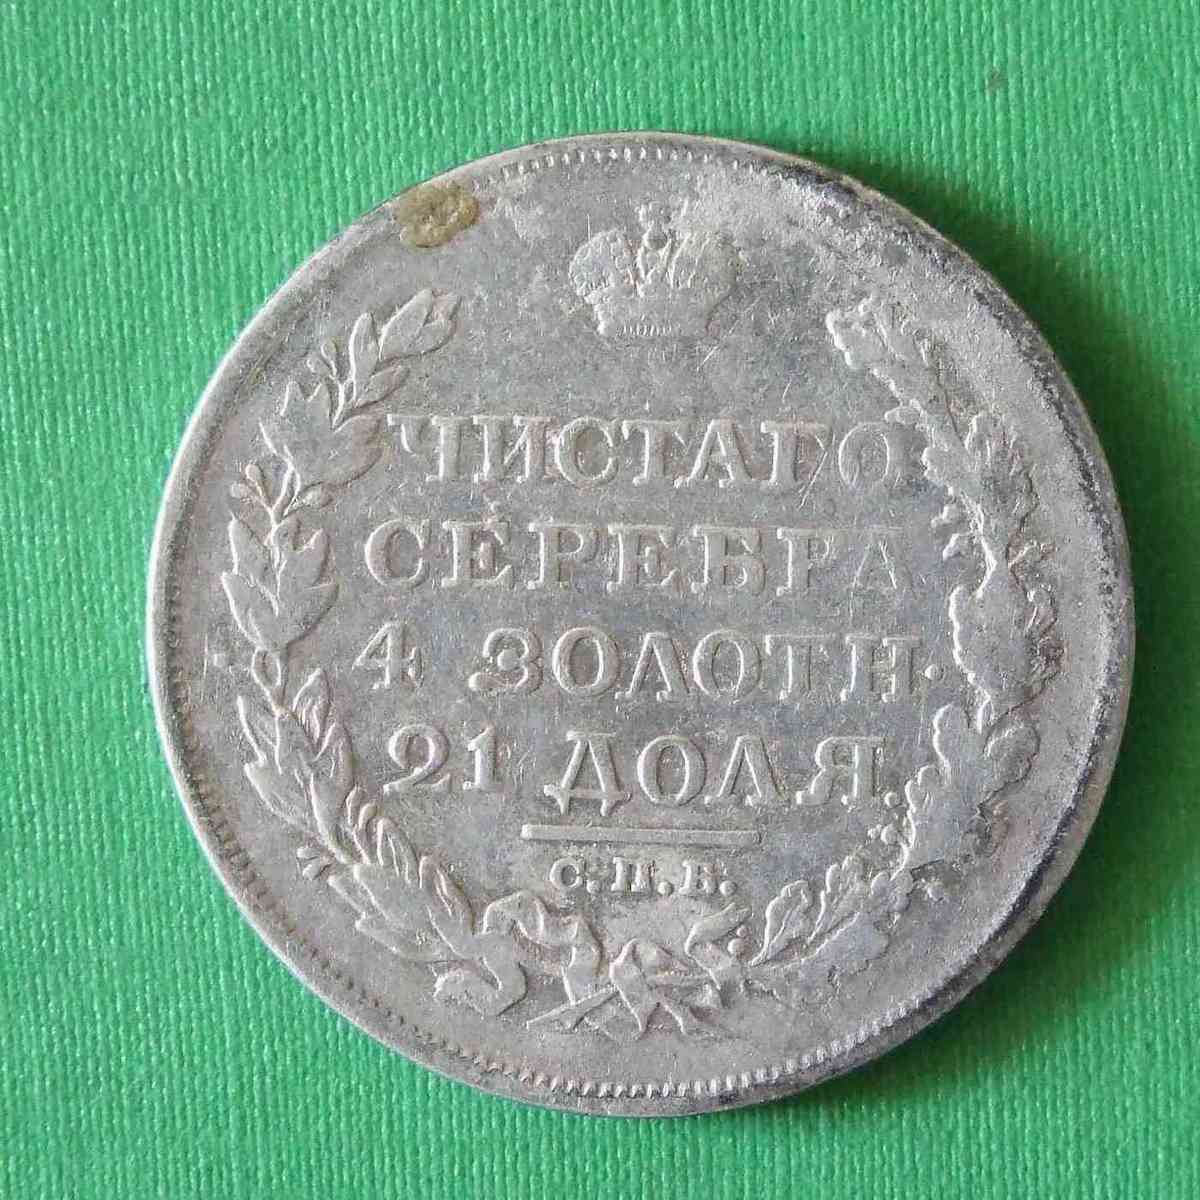 ЧИСТАГО
СЕРЕБРА
4 ЗОЛОТН.
21 ДОЛЯ.
С.П.Б.